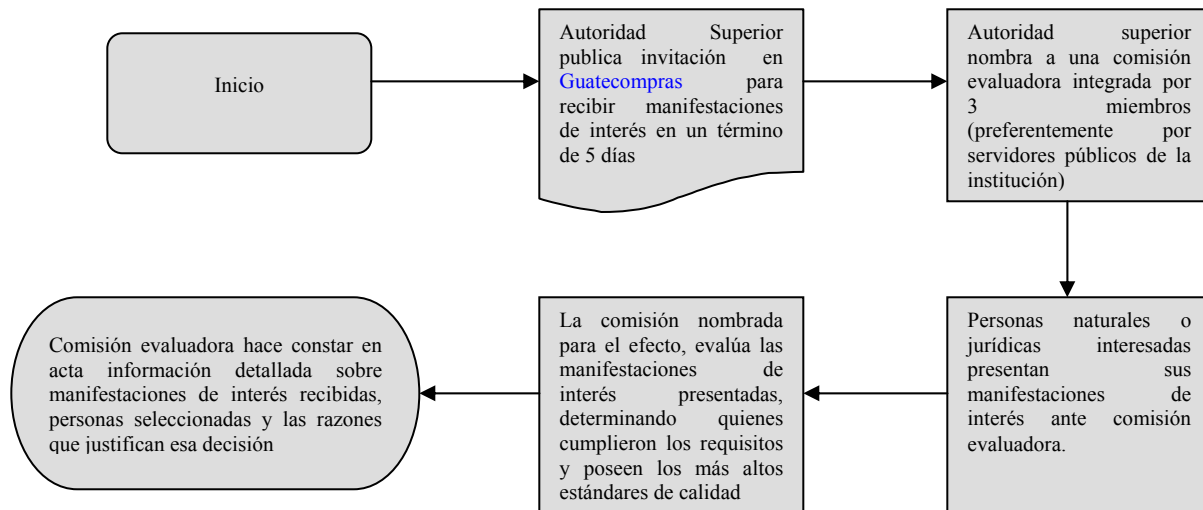 Inicio
Autoridad Superior
publica invitación en
Guatecompras para
recibir manifestaciones
de interés en un término
de 5 días
Autoridad superior
nombra a una comisión
evaluadora integrada por
3 miembros
(preferentemente por
servidores públicos de la
institución)
Personas naturales o
jurídicas interesadas
presentan sus
manifestaciones de
interés ante comisión
evaluadora.
La comisión nombrada
para el efecto, evalúa las
manifestaciones de
interés presentadas,
determinando quienes
cumplieron los requisitos
y poseen los más altos
estándares de calidad
Comisión evaluadora hace constar en
acta información detallada sobre
manifestaciones de interés recibidas,
personas seleccionadas y las razones
que justifican esa decisión